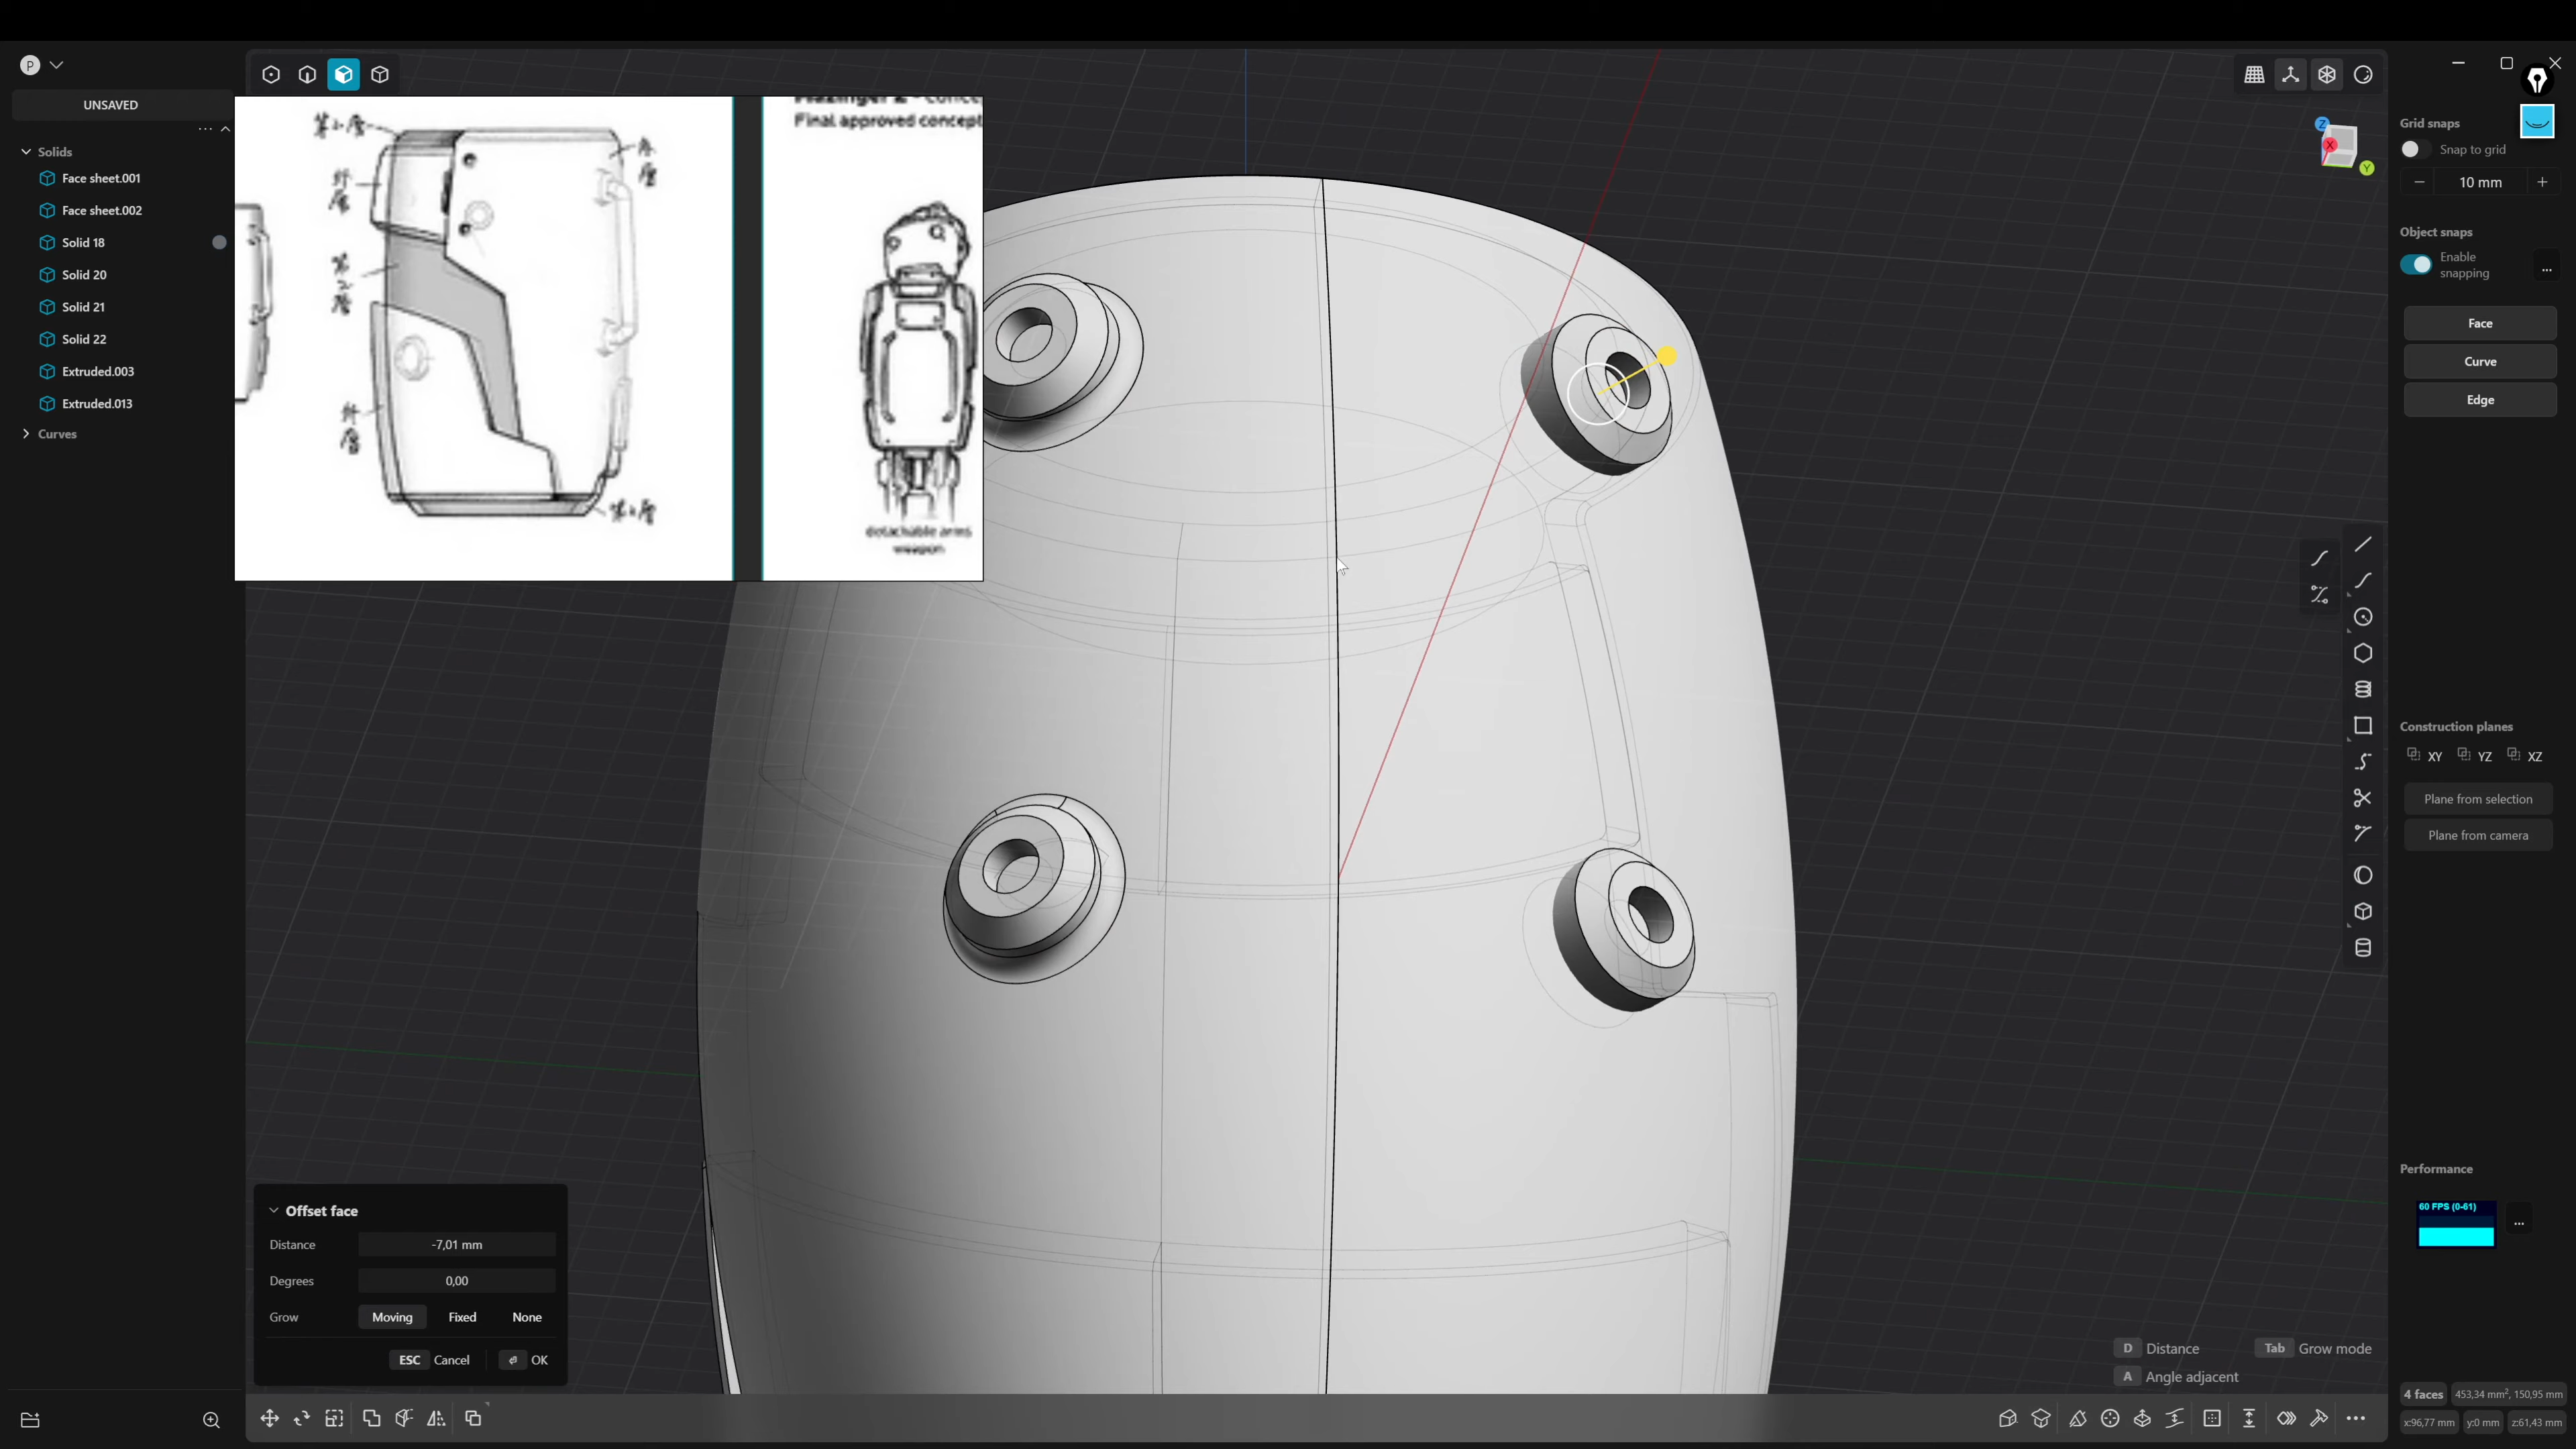 P
UNSAVED
Solids
Face sheet.001
Face sheet.002
Solid 18
Solid 20
Solid 21
Solid 22
Extruded.003
Extruded.013
Curves
Final approved concept
detachable arms
weapon
Z
X
Y
Grid snaps
Snap to grid
10 mm
Object snaps
Enable
snapping
Face
Curve
Edge
Construction planes
XY YZ XZ
Plane from selection
Plane from camera
Performance
60 FPS (0-61)
Offset face
Distance -7,01 mm
Degrees 0,00
Grow Moving Fixed None
ESC Cancel OK
D Distance Tab Grow mode
A Angle adjacent
4 faces 453,34 mm², 150,95 mm
x:96,77 mm y:0 mm z:61,43 mm